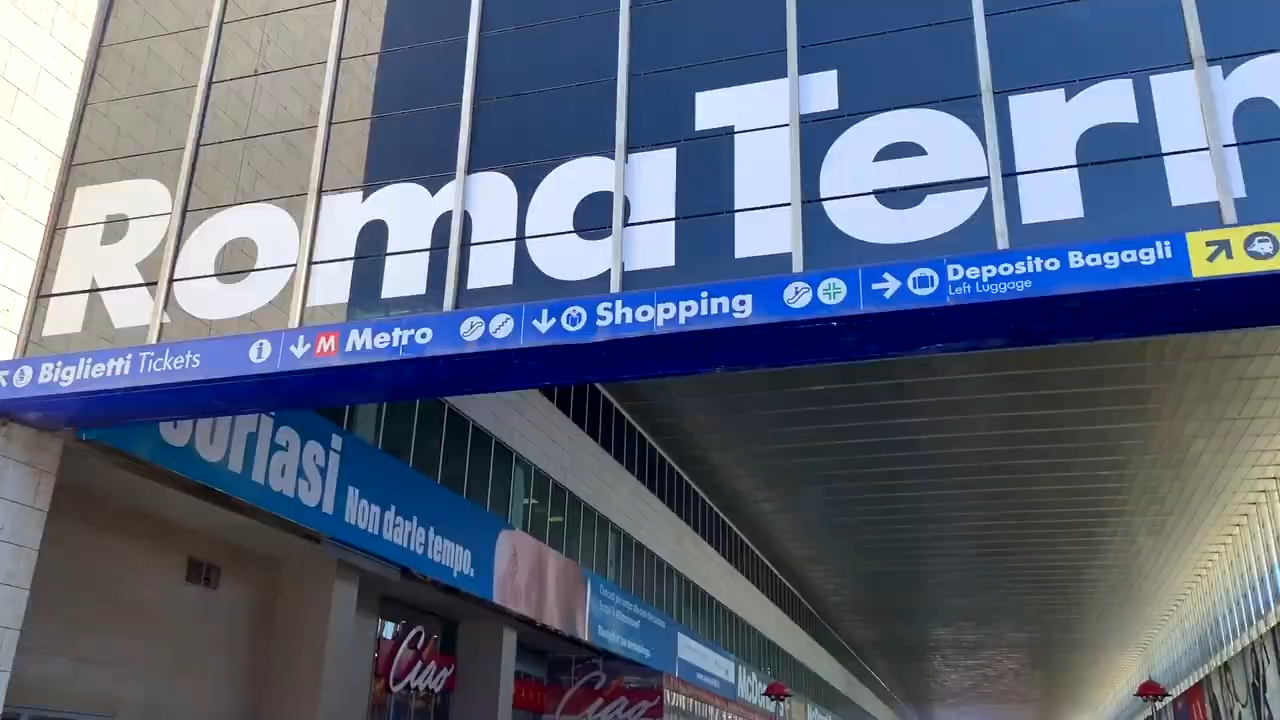 Roma Term
Biglietti Tickets
M Metro
Shopping
Deposito Bagagli
Left Luggage
Non darle tempo.
Ciao
Ciao